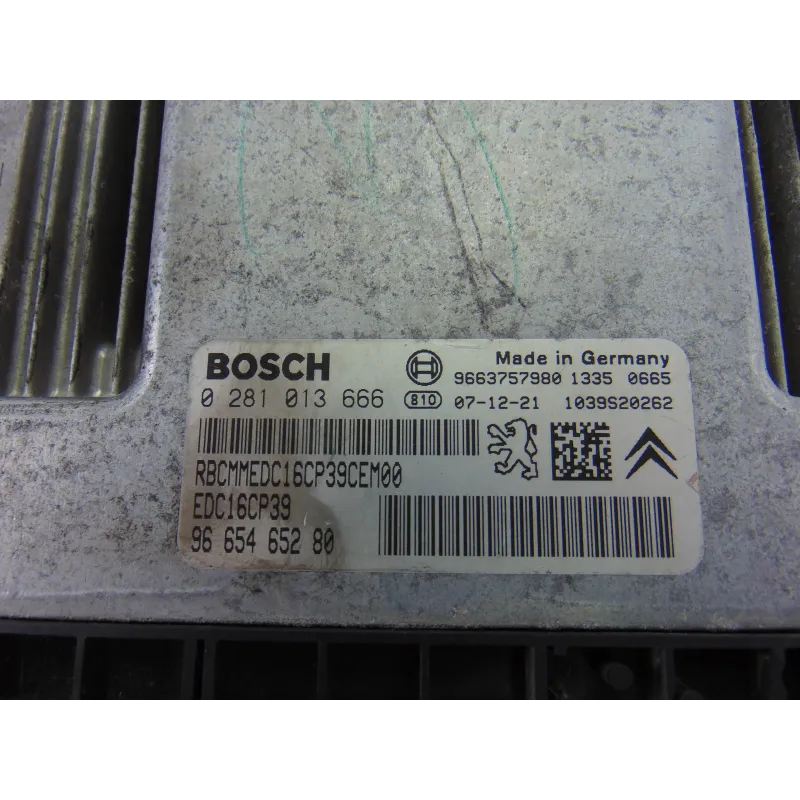 BOSCH
Made in Germany
9663757980 1335 0665
0 281 013 666
810 07-12-21 1039S20262
RBCMMEDC16CP39CEM00
EDC16CP39
96 654 652 80